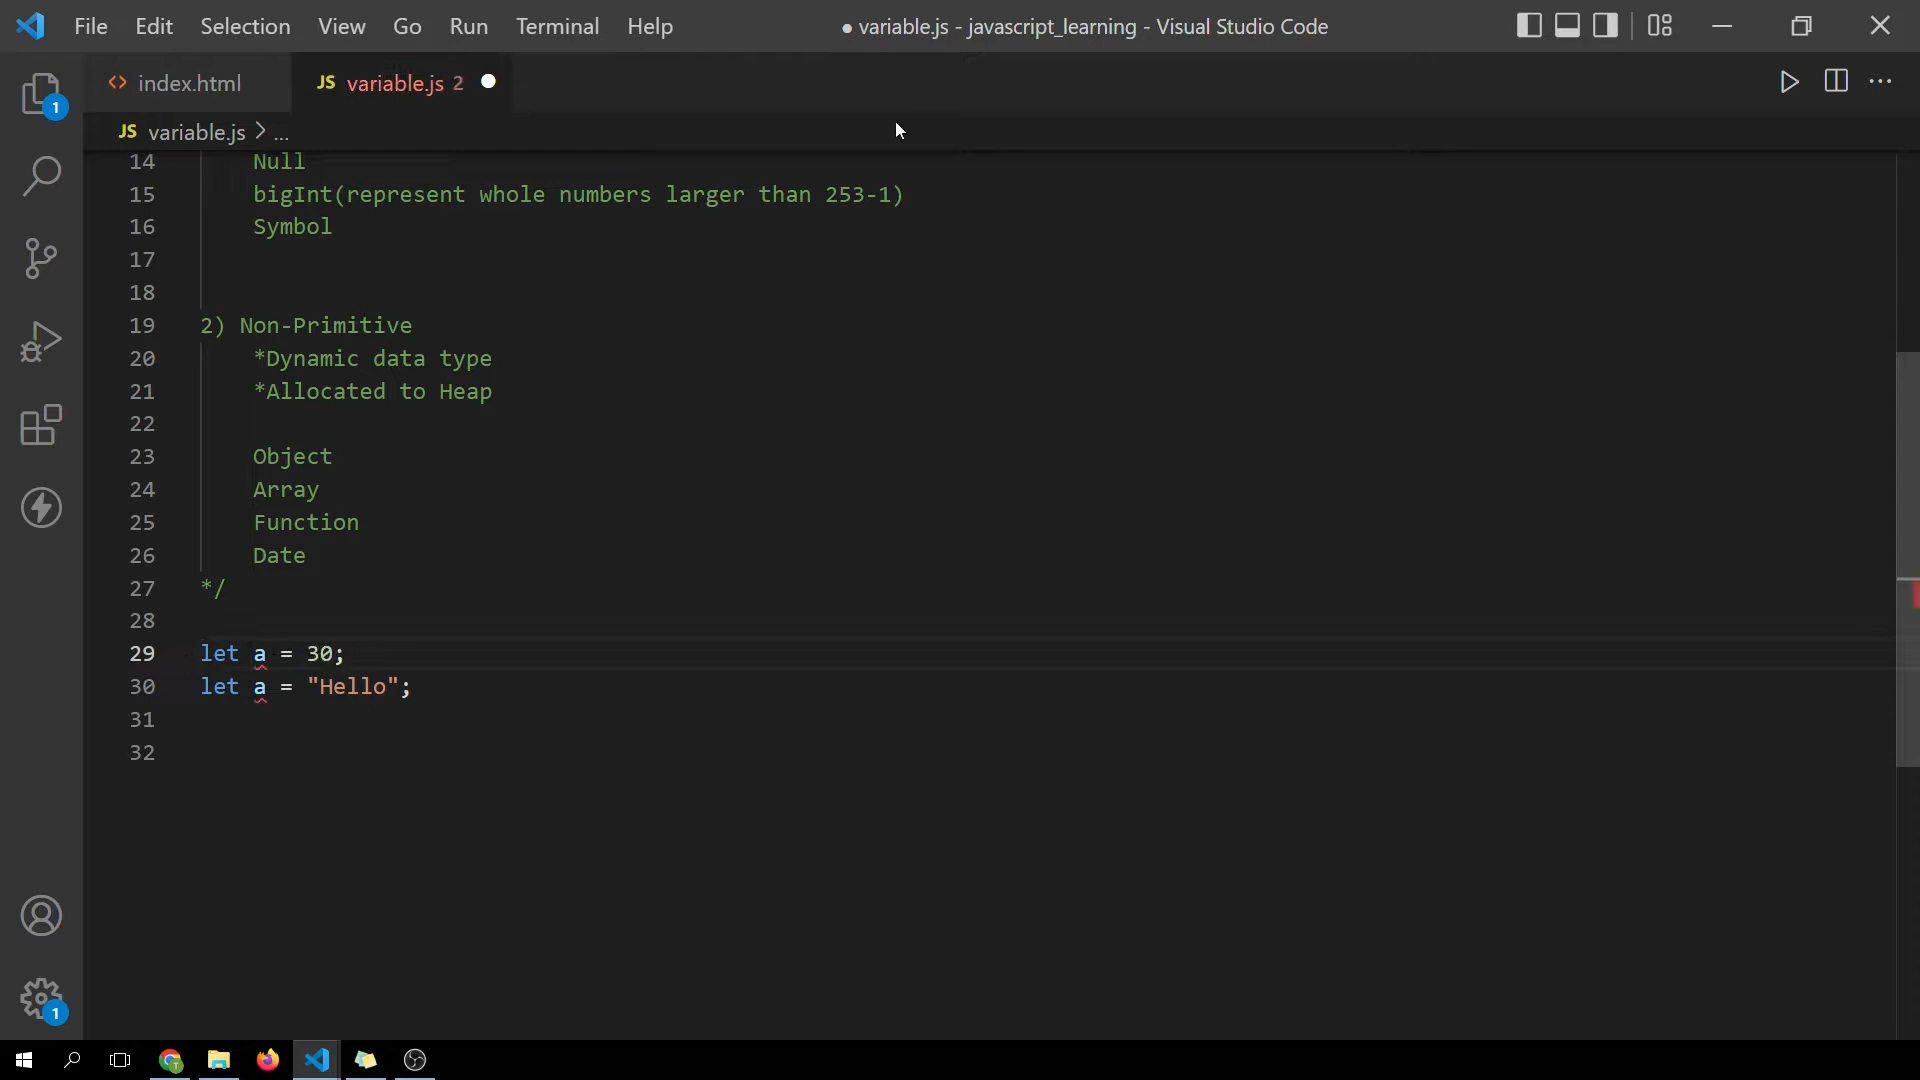 File Edit Selection View Go Run Terminal Help ● variable.js - javascript_learning - Visual Studio Code
<> index.html JS variable.js 2
JS variable.js > ...
14 Null
15 bigInt(represent whole numbers larger than 253-1)
16 Symbol
17
18
19 2) Non-Primitive
20 *Dynamic data type
21 *Allocated to Heap
22
23 Object
24 Array
25 Function
26 Date
27 */
28
29 let a = 30;
30 let a = "Hello";
31
32
1
1